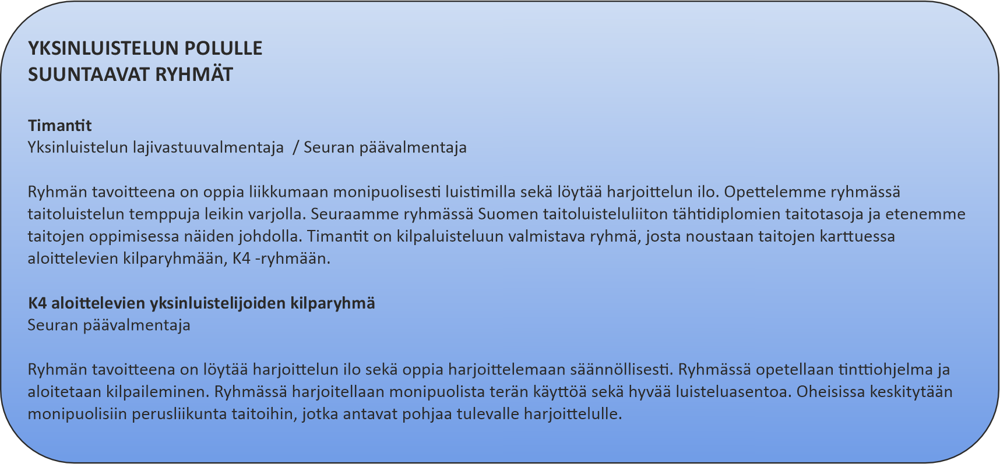 YKSINLUISTELUN POLULLE
SUUNTAAVAT RYHMÄT
Timantit
Yksinluistelun lajivastuuvalmentaja / Seuran päävalmentaja
Ryhmän tavoitteena on oppia liikkumaan monipuolisesti luistimilla sekä löytää harjoittelun ilo. Opettelemme ryhmässä
taitoluistelun temppuja leikin varjolla. Seuraamme ryhmässä Suomen taitoluisteluliiton tähtidiplomien taitotasoja ja etenemme
taitojen oppimisessa näiden johdolla. Timantit on kilpaluisteluun valmistava ryhmä, josta noustaan taitojen karttuessa
aloittelevien kilparyhmään, K4 -ryhmään.
K4 aloittelevien yksinluistelijoiden kilparyhmä
Seuran päävalmentaja
Ryhmän tavoitteena on löytää harjoittelun ilo sekä oppia harjoittelemaan säännöllisesti. Ryhmässä opetellaan tinttiohjelma ja
aloitetaan kilpaileminen. Ryhmässä harjoitellaan monipuolista terän käyttöä sekä hyvää luisteluasentoa. Oheisissa keskitytään
monipuolisiin perusliikunta taitoihin, jotka antavat pohjaa tulevalle harjoittelulle.